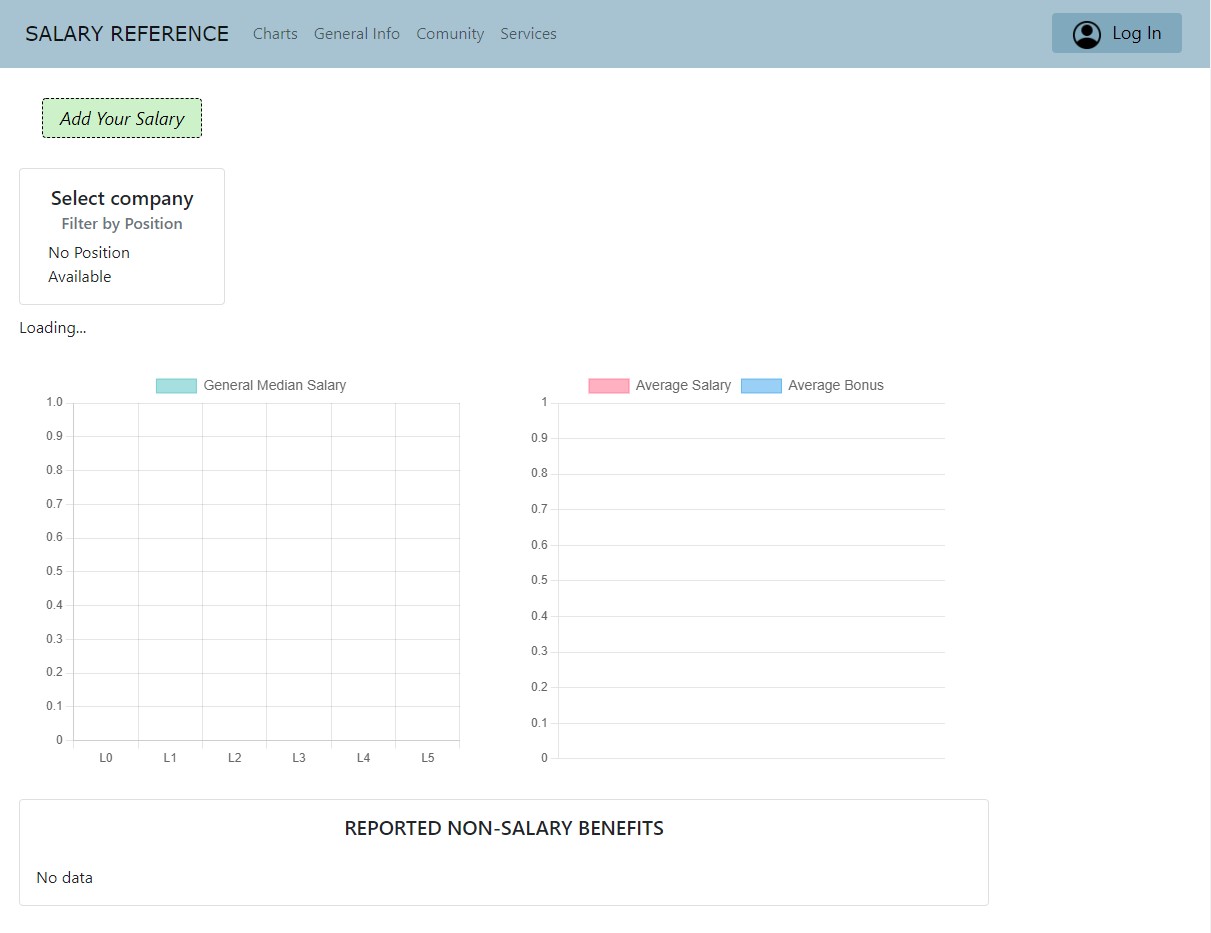 SALARY REFERENCE Charts General Info Comunity Services Log In
Add Your Salary
Select company
Filter by Position
No Position
Available
Loading...
General Median Salary
1.0
0.9
0.8
0.7
0.6
0.5
0.4
0.3
0.2
0.1
0
L0 L1 L2 L3 L4 L5
Average Salary Average Bonus
1
0.9
0.8
0.7
0.6
0.5
0.4
0.3
0.2
0.1
0
REPORTED NON-SALARY BENEFITS
No data